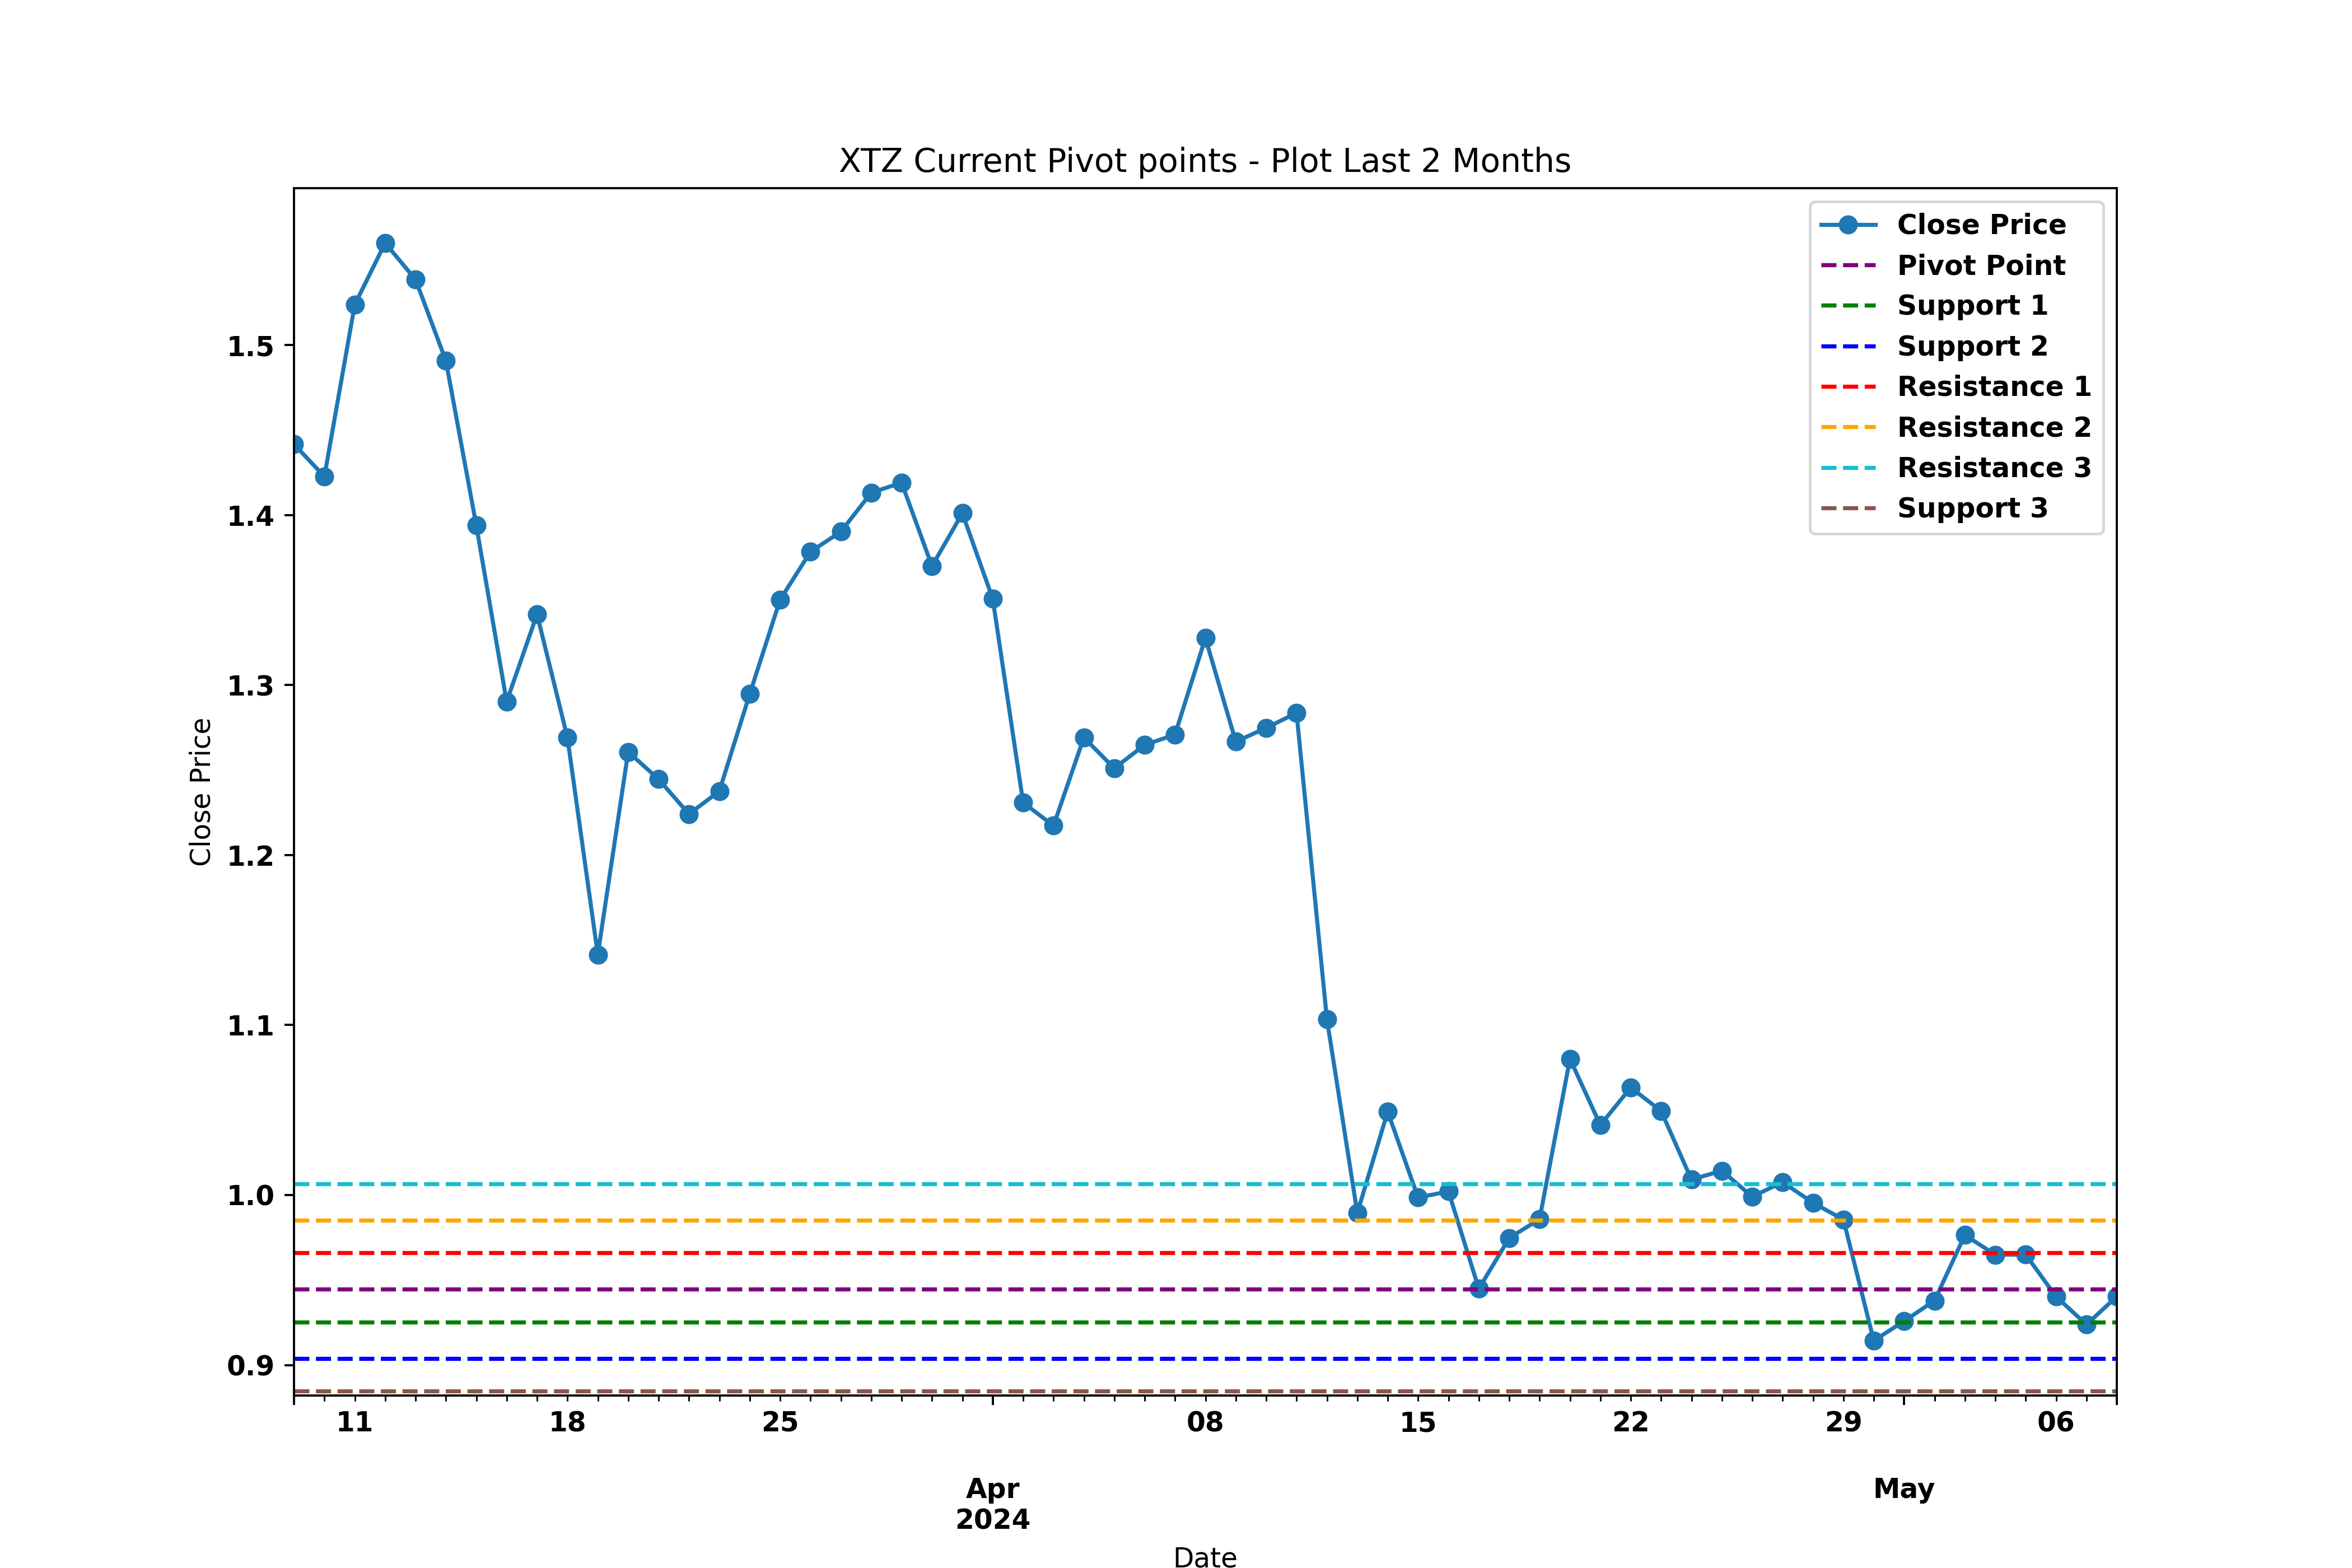 XTZ Current Pivot points - Plot Last 2 Months
Close Price
Pivot Point
Support 1
Support 2
Resistance 1
Resistance 2
Resistance 3
Support 3
Close Price
1.5
1.4
1.3
1.2
1.1
1.0
0.9
11 18 25 08 15 22 29 06
Apr May
2024
Date